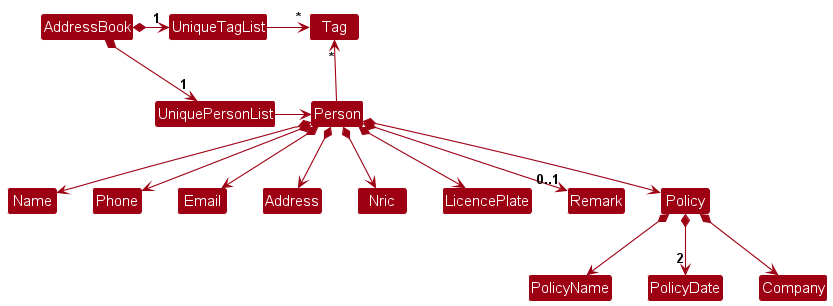 AddressBook 1 UniqueTagList * Tag
*
1
UniquePersonList Person
0..1
Name Phone Email Address Nric LicencePlate Remark Policy
2
PolicyName PolicyDate Company